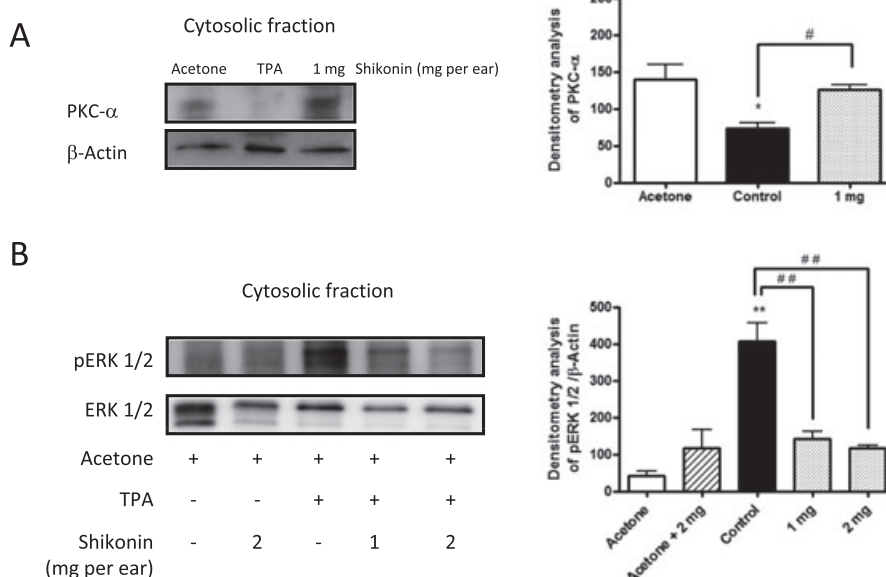 A
Cytosolic fraction
Acetone TPA 1 mg Shikonin (mg per ear)
PKC-α
β-Actin
Densitometry analysis
of PKC-α
200
150
100
50
0
#
*
Acetone Control 1 mg
B
Cytosolic fraction
pERK 1/2
ERK 1/2
Acetone + + + + +
TPA - - + + +
Shikonin - 2 - 1 2
(mg per ear)
Densitometry analysis
of pERK 1/2 /β-Actin
500
400
300
200
100
0
##
##
**
Acetone
Acetone + 2 mg
Control
1 mg
2 mg